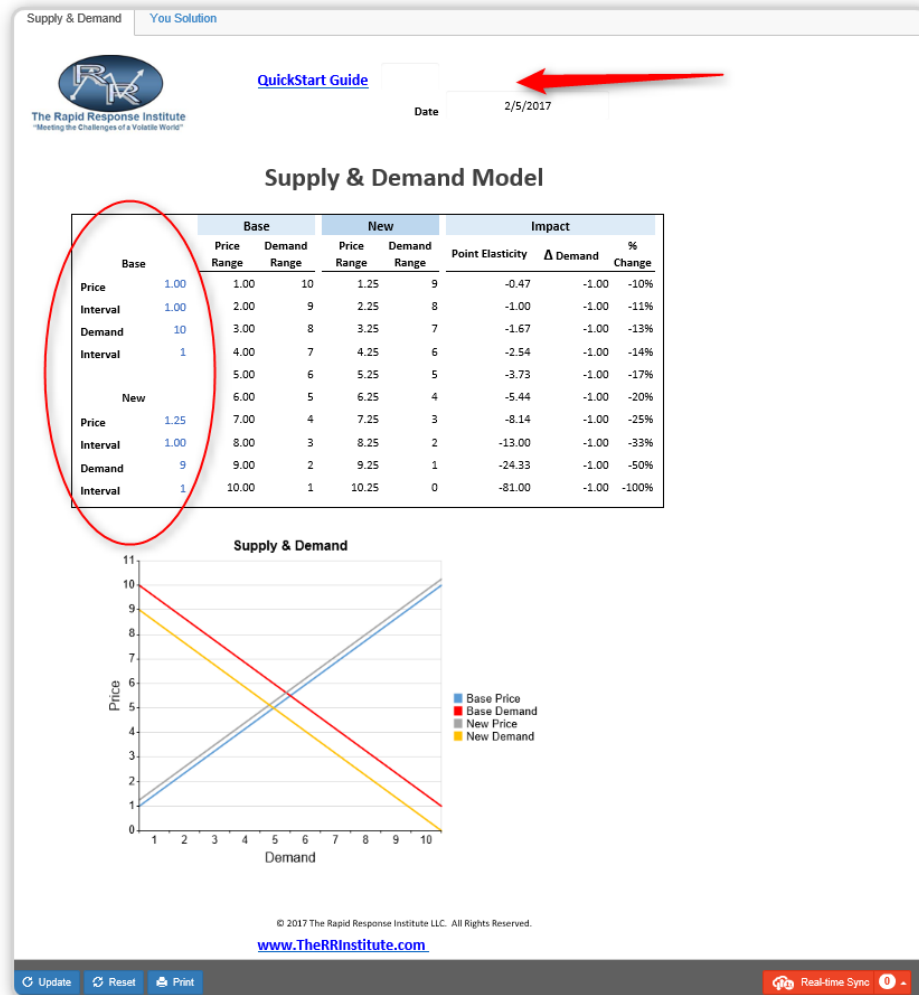 Supply & Demand You Solution
RRI
The Rapid Response Institute
"Meeting the Challenges of a Volatile World"
QuickStart Guide
Date 2/5/2017
Supply & Demand Model
Base New Impact
Base Price Range Demand Range Price Range Demand Range Point Elasticity Δ Demand % Change
Price 1.00 1.00 10 1.25 9 -0.47 -1.00 -10%
Interval 1.00 2.00 9 2.25 8 -1.00 -1.00 -11%
Demand 10 3.00 8 3.25 7 -1.67 -1.00 -13%
Interval 1 4.00 7 4.25 6 -2.54 -1.00 -14%
5.00 6 5.25 5 -3.73 -1.00 -17%
New 6.00 5 6.25 4 -5.44 -1.00 -20%
Price 1.25 7.00 4 7.25 3 -8.14 -1.00 -25%
Interval 1.00 8.00 3 8.25 2 -13.00 -1.00 -33%
Demand 9 9.00 2 9.25 1 -24.33 -1.00 -50%
Interval 1 10.00 1 10.25 0 -81.00 -1.00 -100%
Supply & Demand
11
10
9
8
7
6
5
4
3
2
1
0
Price
1 2 3 4 5 6 7 8 9 10
Demand
Base Price
Base Demand
New Price
New Demand
© 2017 The Rapid Response Institute LLC. All Rights Reserved.
www.TheRRInstitute.com
Update Reset Print Real-time Sync 0